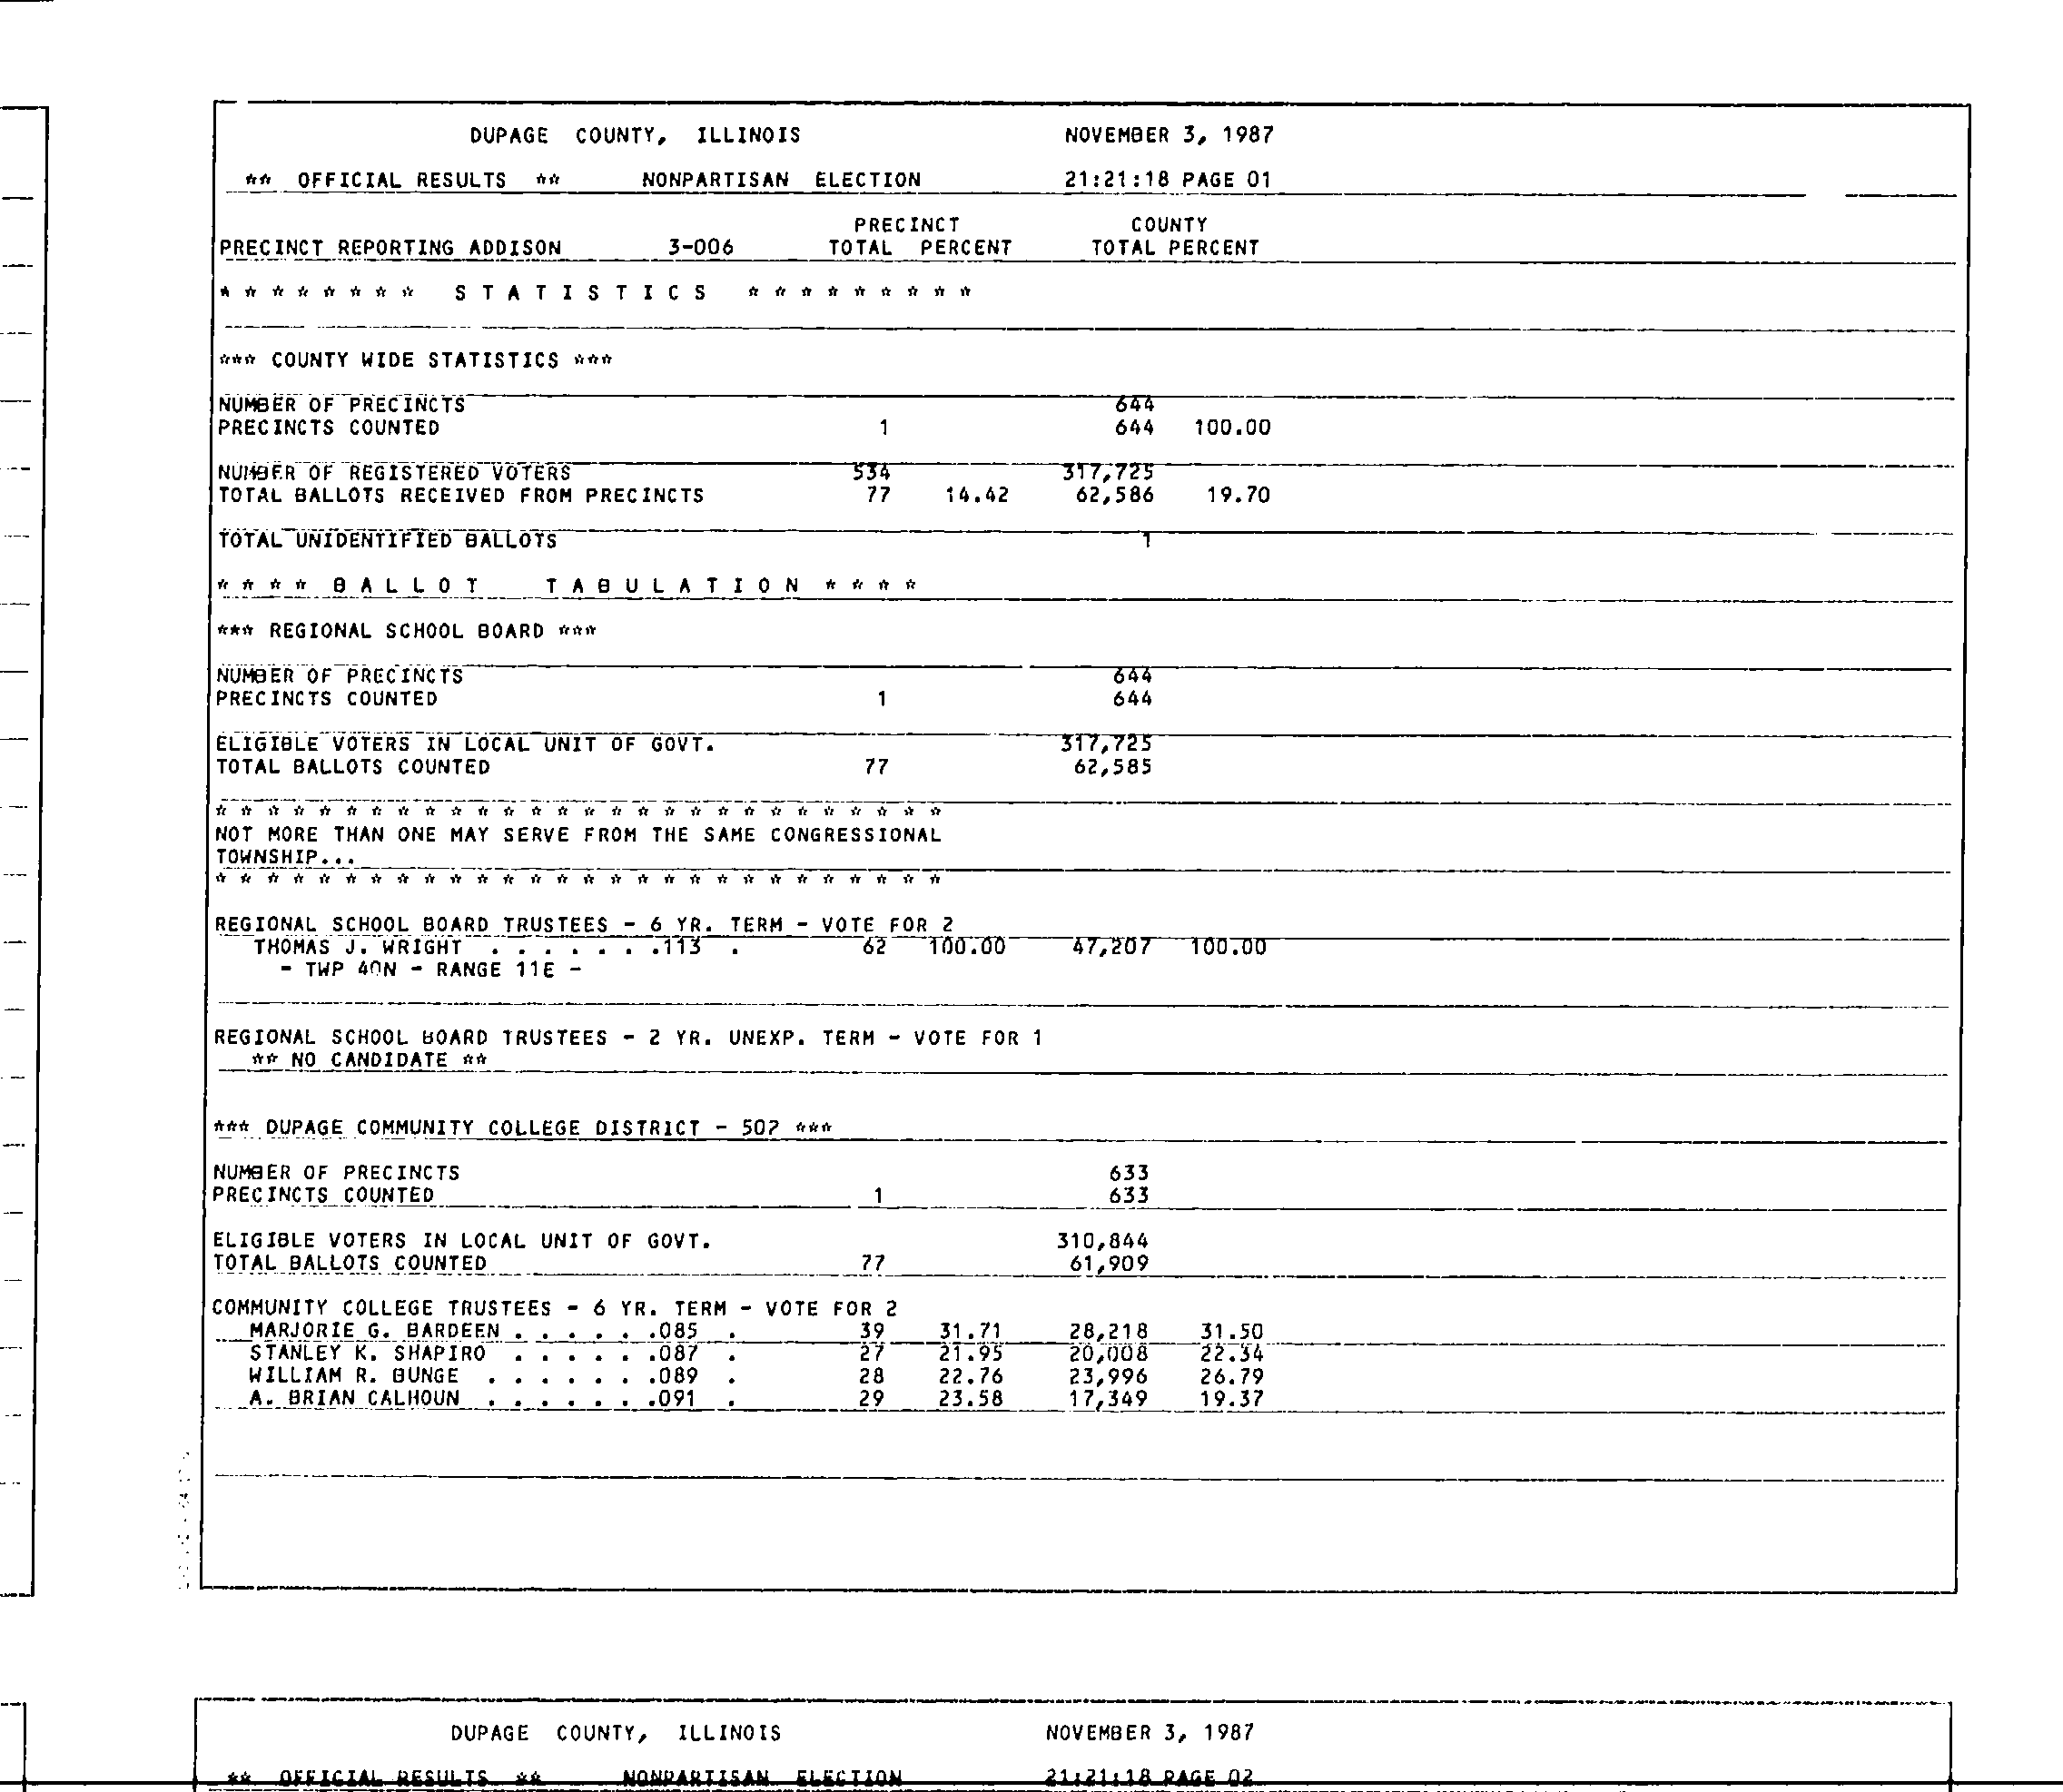 DUPAGE COUNTY, ILLINOIS NOVEMBER 3, 1987
** OFFICIAL RESULTS ** NONPARTISAN ELECTION 21:21:18 PAGE 01
PRECINCT COUNTY
PRECINCT REPORTING ADDISON 3-006 TOTAL PERCENT TOTAL PERCENT
* * * * * * * * S T A T I S T I C S * * * * * * * * *
*** COUNTY WIDE STATISTICS ***
NUMBER OF PRECINCTS 644
PRECINCTS COUNTED 1 644 100.00
NUMBER OF REGISTERED VOTERS 534 317,725
TOTAL BALLOTS RECEIVED FROM PRECINCTS 77 14.42 62,586 19.70
TOTAL UNIDENTIFIED BALLOTS 1
* * * * B A L L O T T A B U L A T I O N * * * *
*** REGIONAL SCHOOL BOARD ***
NUMBER OF PRECINCTS 644
PRECINCTS COUNTED 1 644
ELIGIBLE VOTERS IN LOCAL UNIT OF GOVT. 317,725
TOTAL BALLOTS COUNTED 77 62,585
* * * * * * * * * * * * * * * * * * * * * * * * * * * *
NOT MORE THAN ONE MAY SERVE FROM THE SAME CONGRESSIONAL
TOWNSHIP...
* * * * * * * * * * * * * * * * * * * * * * * * * * * *
REGIONAL SCHOOL BOARD TRUSTEES - 6 YR. TERM - VOTE FOR 2
THOMAS J. WRIGHT . . . . . . .113 . 62 100.00 47,207 100.00
- TWP 40N - RANGE 11E -
REGIONAL SCHOOL BOARD TRUSTEES - 2 YR. UNEXP. TERM - VOTE FOR 1
** NO CANDIDATE **
*** DUPAGE COMMUNITY COLLEGE DISTRICT - 502 ***
NUMBER OF PRECINCTS 633
PRECINCTS COUNTED 1 633
ELIGIBLE VOTERS IN LOCAL UNIT OF GOVT. 310,844
TOTAL BALLOTS COUNTED 77 61,909
COMMUNITY COLLEGE TRUSTEES - 6 YR. TERM - VOTE FOR 2
MARJORIE G. BARDEEN . . . . . .085 . 39 31.71 28,218 31.50
STANLEY K. SHAPIRO . . . . . .087 . 27 21.95 20,008 22.34
WILLIAM R. BUNGE . . . . . . .089 . 28 22.76 23,996 26.79
A. BRIAN CALHOUN . . . . . . .091 . 29 23.58 17,349 19.37
DUPAGE COUNTY, ILLINOIS NOVEMBER 3, 1987
** OFFICIAL RESULTS ** NONPARTISAN ELECTION 21:21:18 PAGE 02